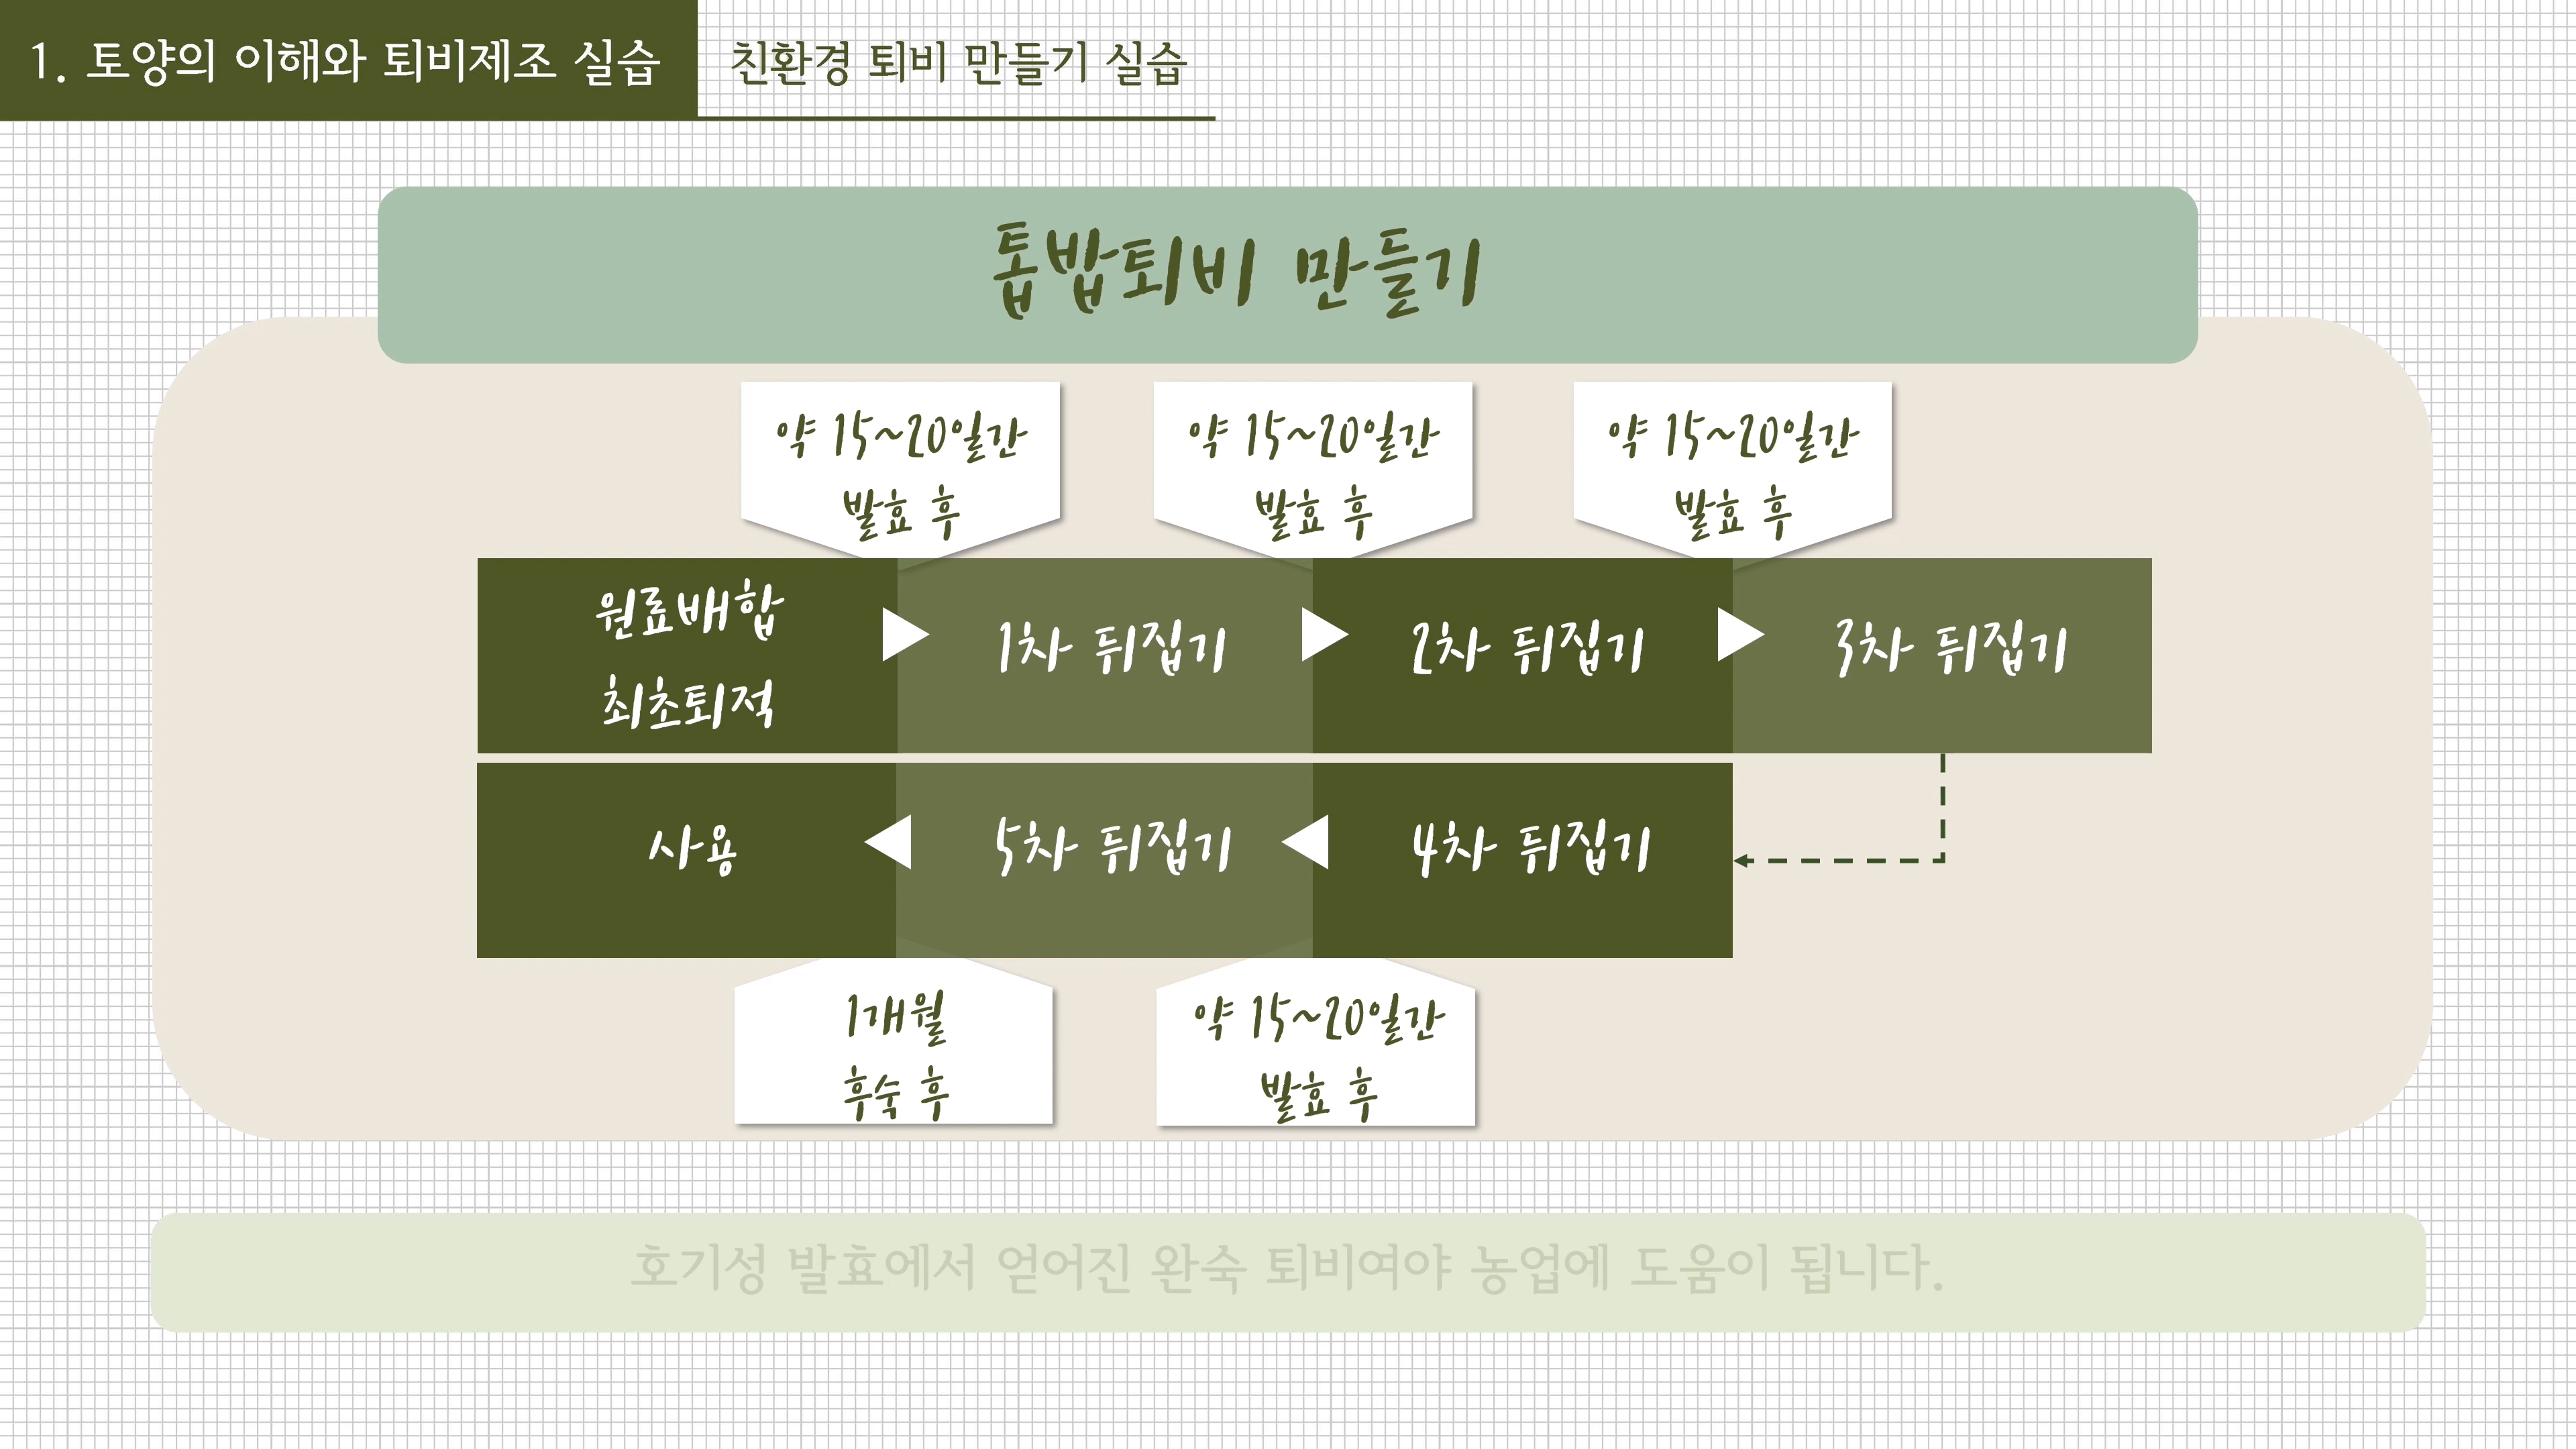 1. 토양의 이해와 퇴비제조 실습
친환경 퇴비 만들기 실습
톱밥퇴비 만들기
약 15~20일간
발효 후
약 15~20일간
발효 후
약 15~20일간
발효 후
원료배합
최초퇴적
1차 뒤집기
2차 뒤집기
3차 뒤집기
사용
5차 뒤집기
4차 뒤집기
1개월
후숙 후
약 15~20일간
발효 후
호기성 발효에서 얻어진 완숙 퇴비여야 농업에 도움이 됩니다.